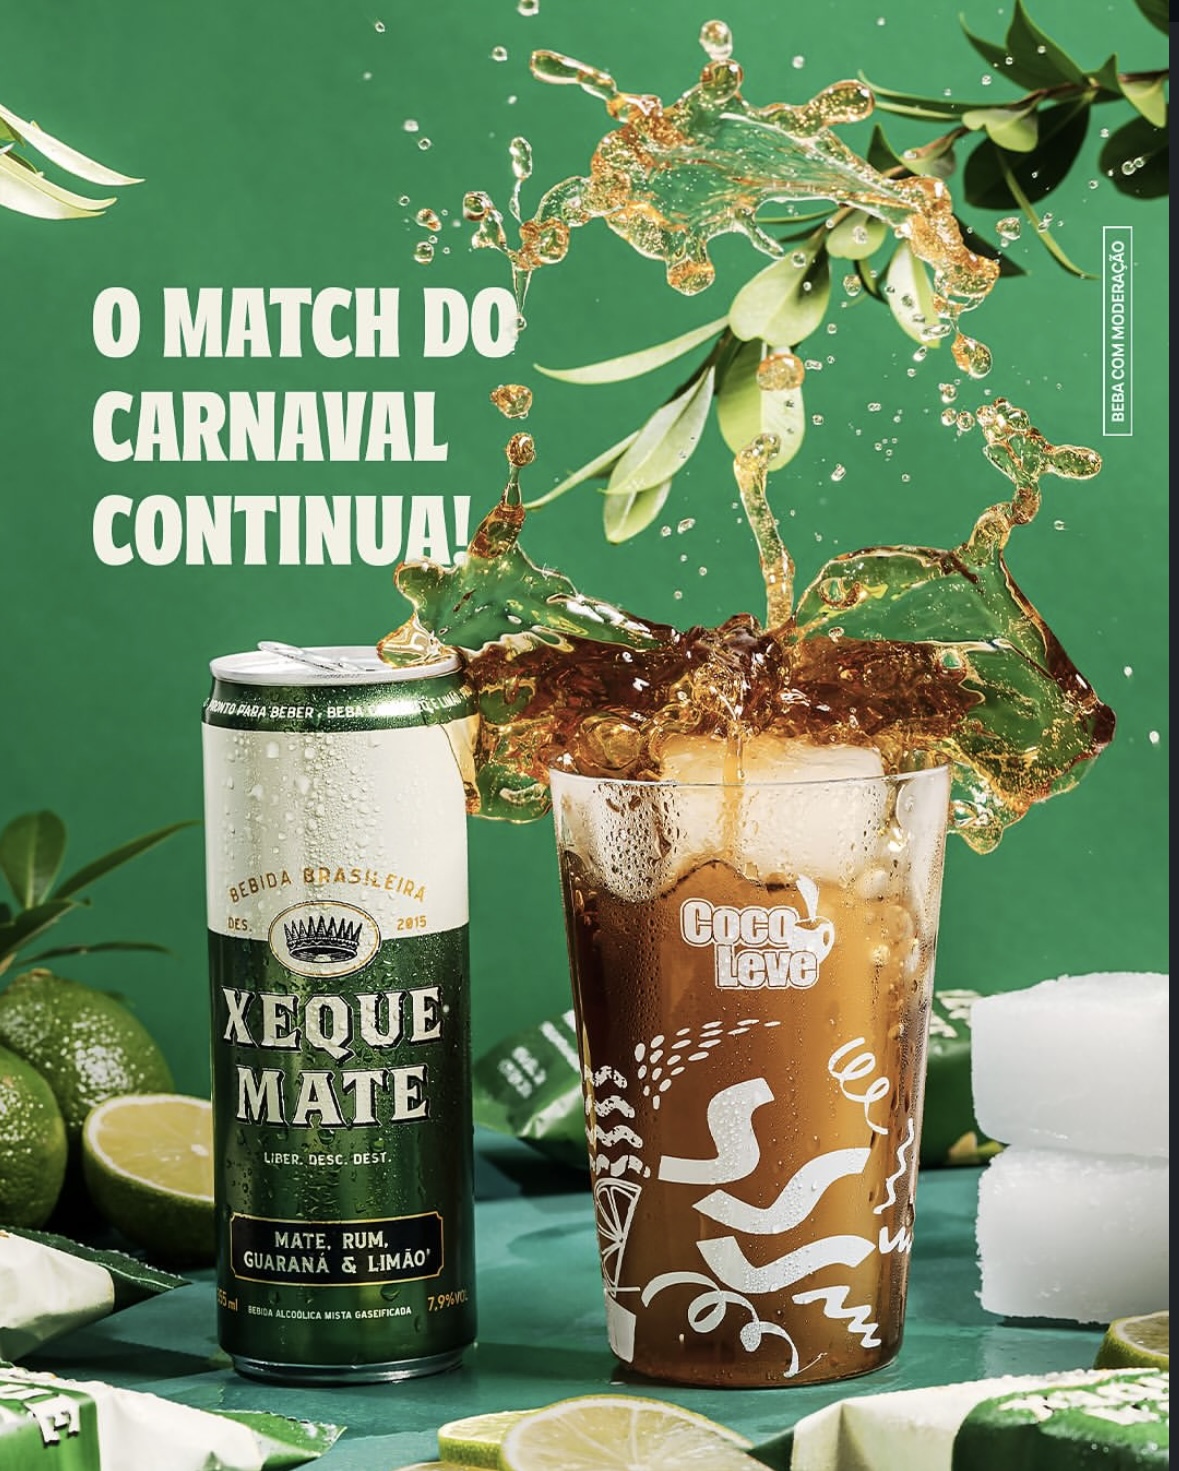 O MATCH DO
CARNAVAL
CONTINUA!
BEBA COM MODERAÇÃO
PRONTO PARA BEBER • BEBA
BEBIDA BRASILEIRA
DES. 2015
XEQUE
MATE
LIBER. DESC. DEST.
MATE, RUM,
GUARANÁ & LIMÃO
BEBIDA ALCOÓLICA MISTA GASEIFICADA
7,9%VOL
Coco
Leve